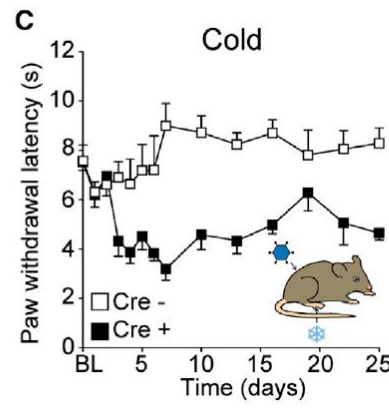 C
Cold
Paw withdrawal latency (s)
12
10
8
6
4
2
0
Cre -
Cre +
BL 5 10 15 20 25
Time (days)